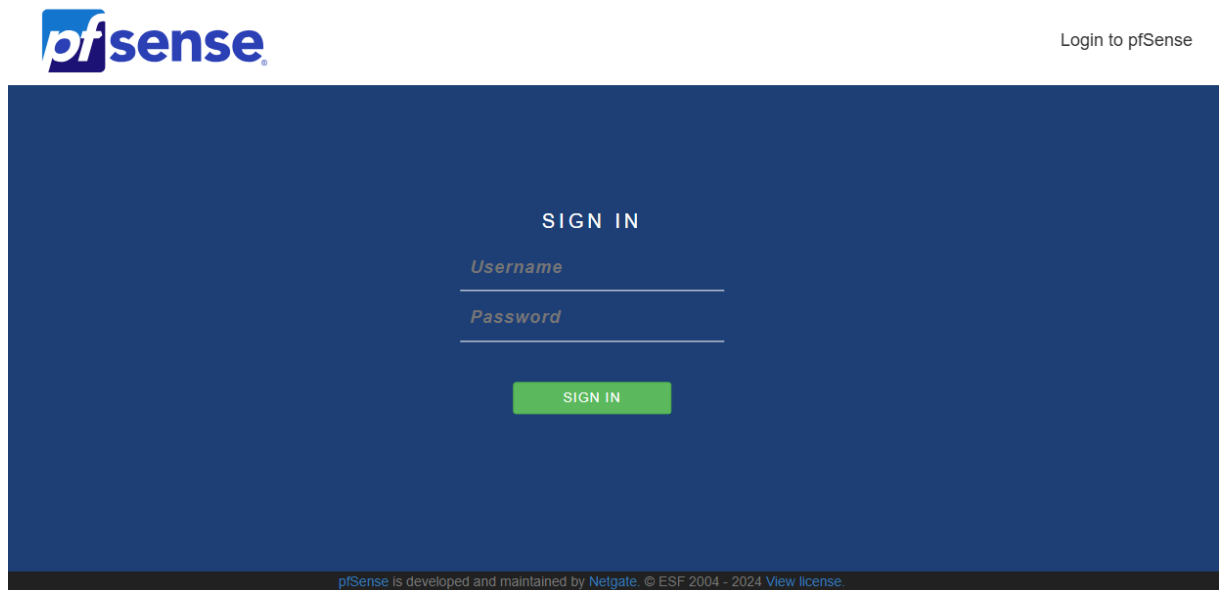 pfsense®
Login to pfSense
SIGN IN
Username
Password
SIGN IN
pfSense is developed and maintained by Netgate. © ESF 2004 - 2024 View license.